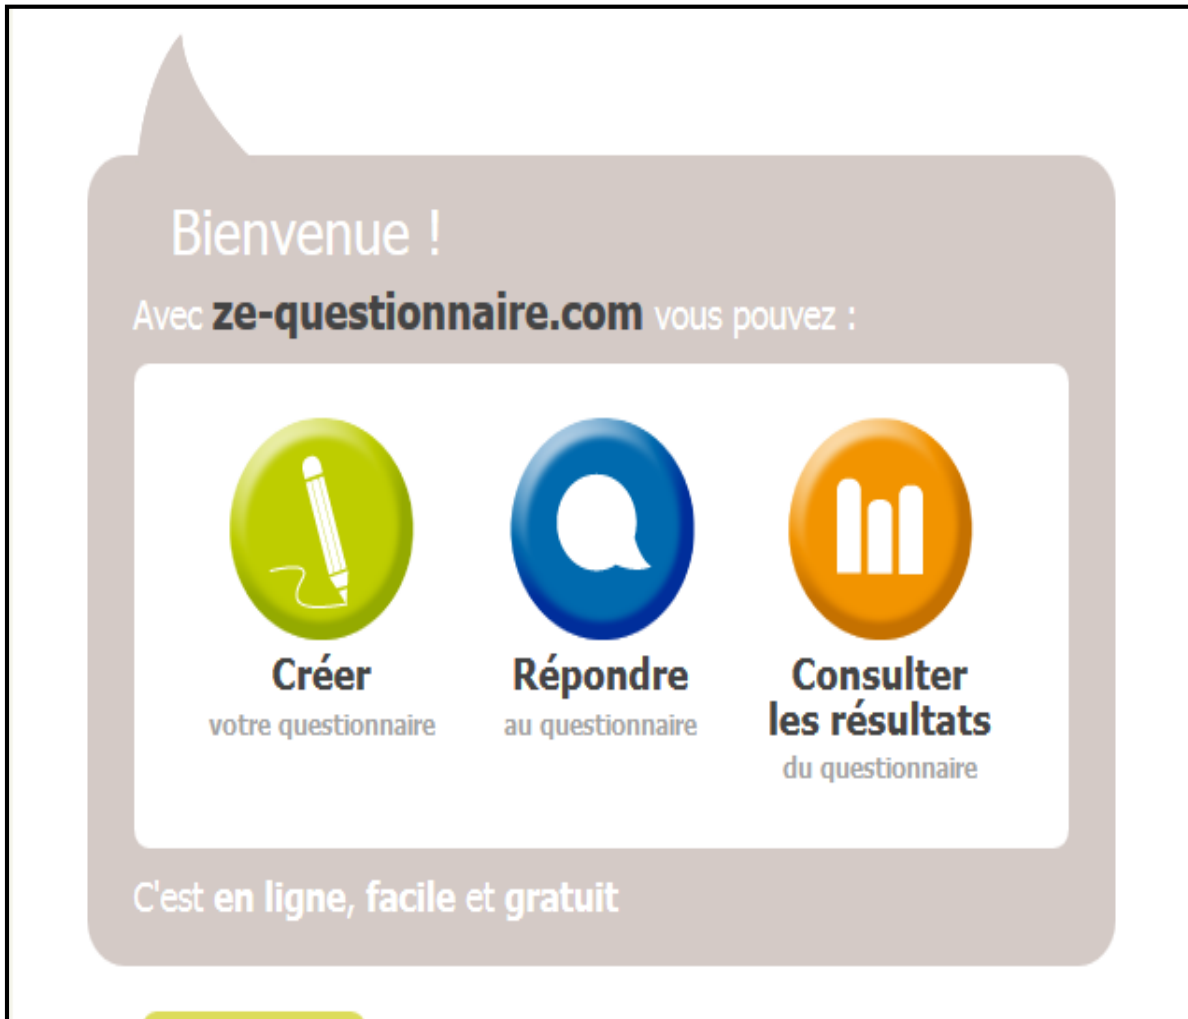 Bienvenue !
Avec ze-questionnaire.com vous pouvez :
Créer
votre questionnaire
Répondre
au questionnaire
Consulter
les résultats
du questionnaire
C'est en ligne, facile et gratuit